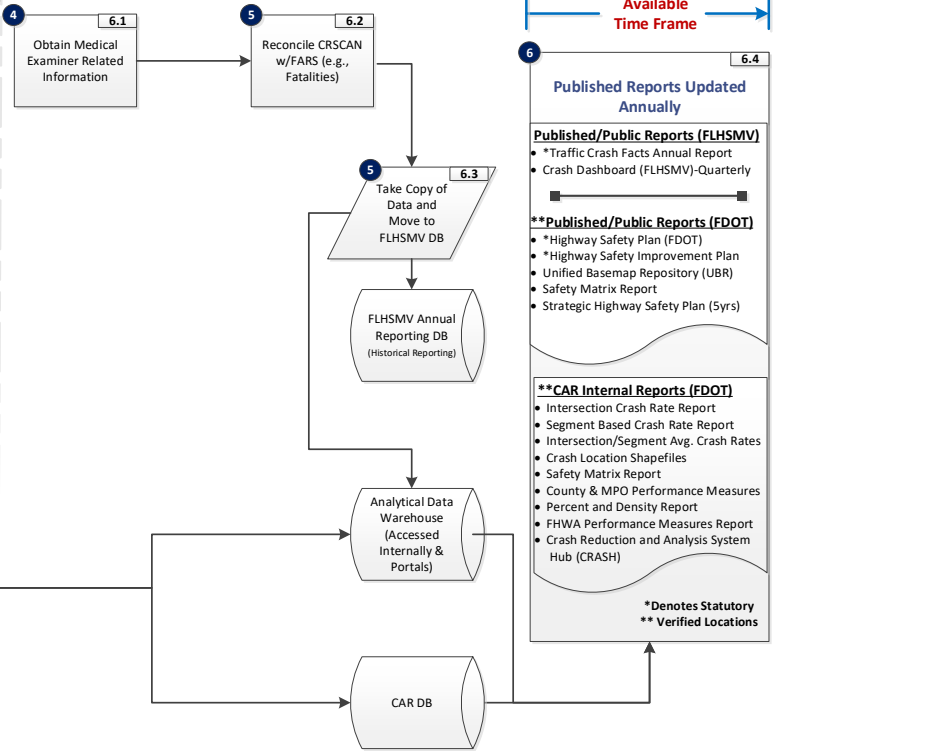 4
6.1
Obtain Medical
Examiner Related
Information
5
6.2
Reconcile CRSCAN
w/FARS (e.g.,
Fatalities)
Available
Time Frame
5
6.3
Take Copy of
Data and
Move to
FLHSMV DB
FLHSMV Annual
Reporting DB
(Historical Reporting)
Analytical Data
Warehouse
(Accessed
Internally &
Portals)
CAR DB
6
6.4
Published Reports Updated
Annually
Published/Public Reports (FLHSMV)
• *Traffic Crash Facts Annual Report
• Crash Dashboard (FLHSMV)-Quarterly
**Published/Public Reports (FDOT)
• *Highway Safety Plan (FDOT)
• *Highway Safety Improvement Plan
• Unified Basemap Repository (UBR)
• Safety Matrix Report
• Strategic Highway Safety Plan (5yrs)
**CAR Internal Reports (FDOT)
• Intersection Crash Rate Report
• Segment Based Crash Rate Report
• Intersection/Segment Avg. Crash Rates
• Crash Location Shapefiles
• Safety Matrix Report
• County & MPO Performance Measures
• Percent and Density Report
• FHWA Performance Measures Report
• Crash Reduction and Analysis System
Hub (CRASH)
*Denotes Statutory
** Verified Locations